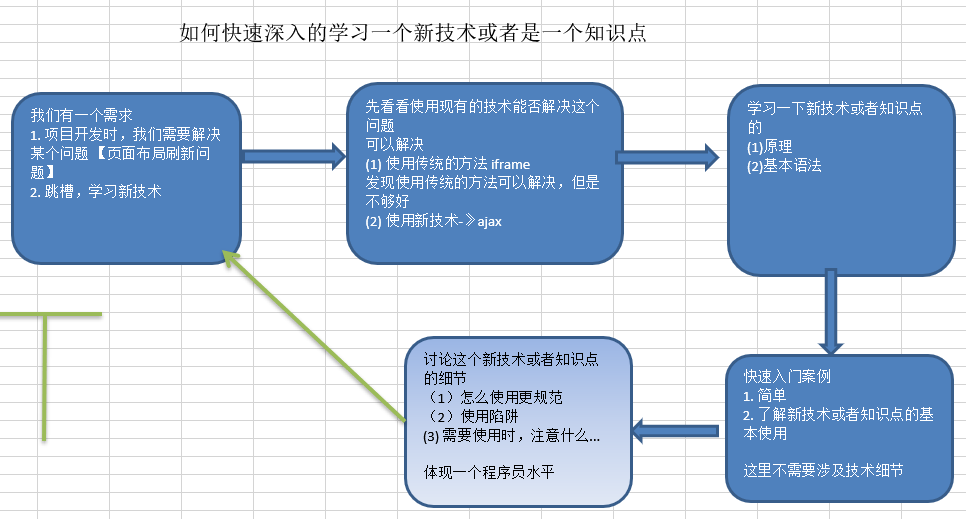 如何快速深入的学习一个新技术或者是一个知识点
我们有一个需求
1. 项目开发时，我们需要解决
某个问题 【页面布局刷新问
题】
2. 跳槽，学习新技术
先看看使用现有的技术能否解决这个
问题
可以解决
(1) 使用传统的方法 iframe
发现使用传统的方法可以解决，但是
不够好
(2) 使用新技术-》ajax
学习一下新技术或者知识点
的
(1)原理
(2)基本语法
快速入门案例
1. 简单
2. 了解新技术或者知识点的基
本使用
这里不需要涉及技术细节
讨论这个新技术或者知识点
的细节
（1）怎么使用更规范
（2）使用陷阱
(3) 需要使用时，注意什么...
体现一个程序员水平